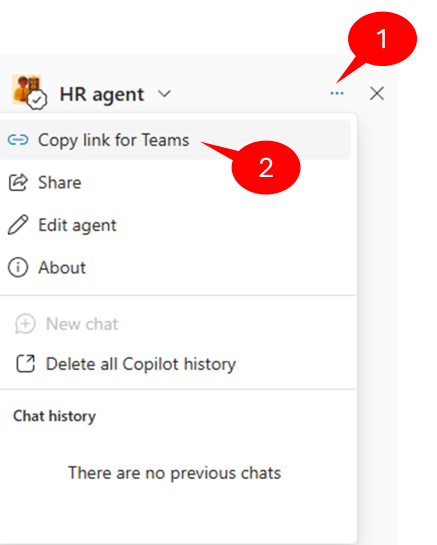 1
HR agent
Copy link for Teams
2
Share
Edit agent
About
New chat
Delete all Copilot history
Chat history
There are no previous chats